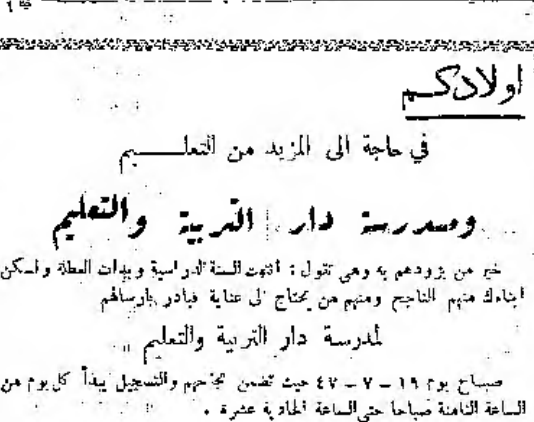 اولادكم
في حاجة الى المزيد من التعليم
ومدرسة دار التربية والتعليم
خير من يزودهم به وهي تقول : انتهت السنة الدراسية وبدات العطلة ولكن
ابناءك منهم الناجح ومنهم من يحتاج الى عناية فبادر بارسالهم
لمدرسة دار التربية والتعليم
صباح يوم ١٩ – ٧ – ٤٧ حيث تضمن نجاحهم والتسجيل يبدأ كل يوم من
الساعة الثامنة صباحا حتى الساعة الحادية عشرة .